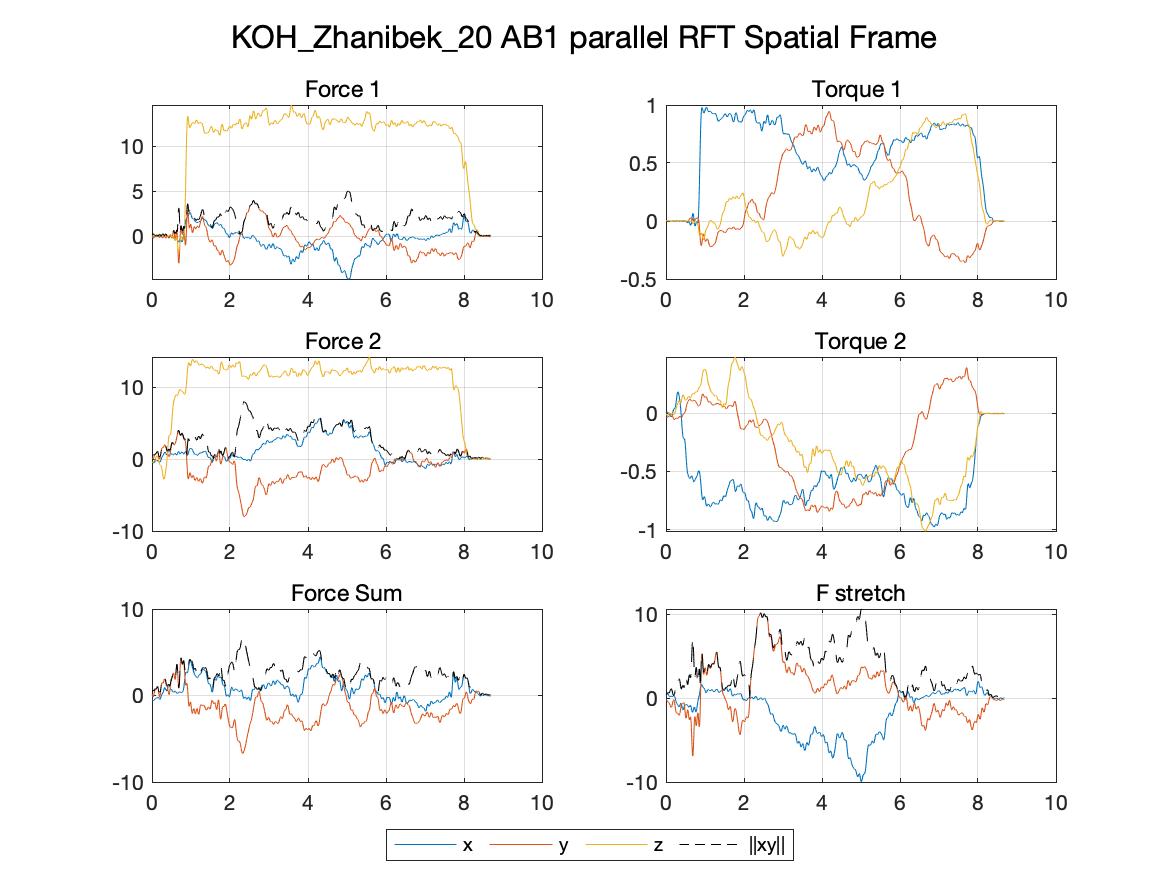 KOH_Zhanibek_20 AB1 parallel RFT Spatial Frame
Force 1
10
5
0
0 2 4 6 8 10
Torque 1
1
0.5
0
-0.5
0 2 4 6 8 10
Force 2
10
0
-10
0 2 4 6 8 10
Torque 2
0
-0.5
-1
0 2 4 6 8 10
Force Sum
10
0
-10
0 2 4 6 8 10
F stretch
10
0
-10
0 2 4 6 8 10
x y z ||xy||